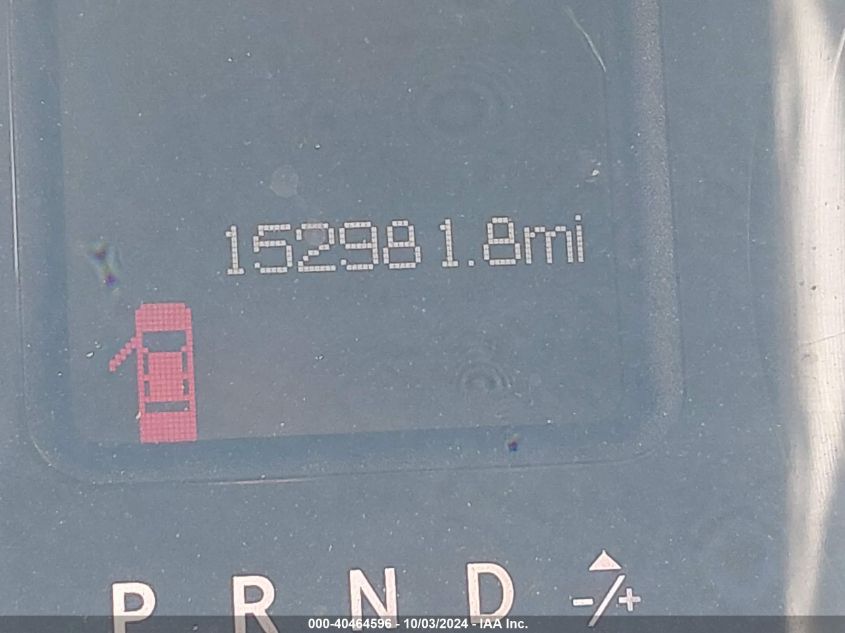 152981.8mi
P R N D -/+
000-40464596 - 10/03/2024 - IAA Inc.